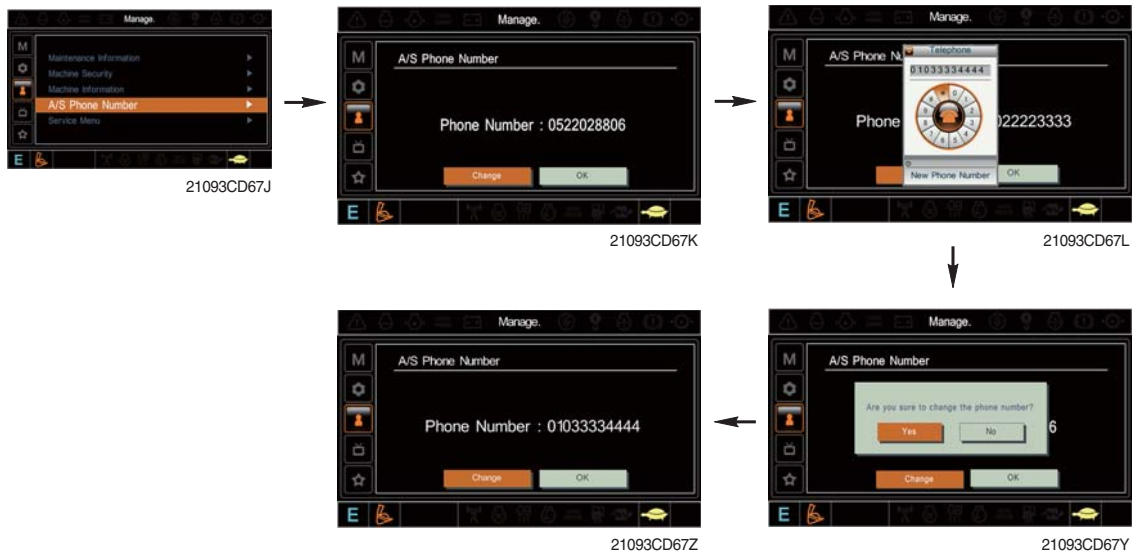 Manage.
M
Maintenance Information
Machine Security
Machine Information
A/S Phone Number
Service Menu
E
21093CD67J
Manage.
M
A/S Phone Number
Phone Number : 0522028806
Change
OK
E
21093CD67K
Manage.
M
A/S Phone Nu
Telephone
01033334444
Phone
022223333
New Phone Number
OK
E
21093CD67L
Manage.
M
A/S Phone Number
Phone Number : 01033334444
Change
OK
E
21093CD67Z
Manage.
M
A/S Phone Number
Are you sure to change the phone number?
Yes
No
6
Change
OK
E
21093CD67Y